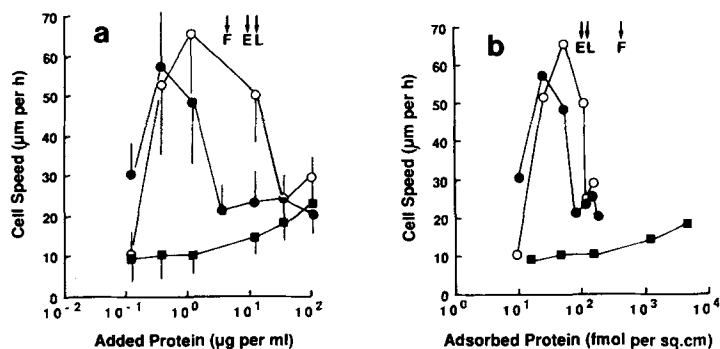 a
F E L
Cell Speed (µm per h)
70
60
50
40
30
20
10
0
10⁻² 10⁻¹ 10⁰ 10¹ 10²
Added Protein (µg per ml)
b
E L F
Cell Speed (µm per h)
70
60
50
40
30
20
10
0
10⁰ 10¹ 10² 10³ 10⁴
Adsorbed Protein (fmol per sq.cm)